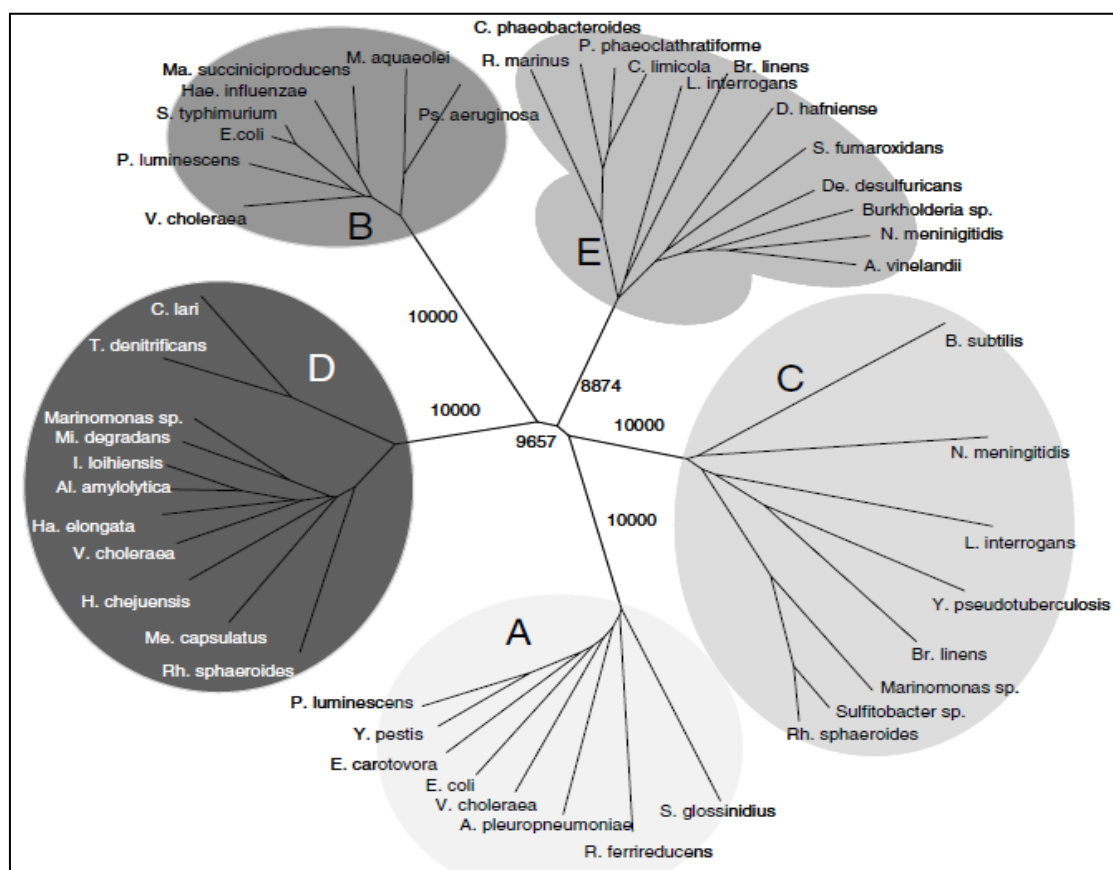 C. phaeobacteroides
P. phaeoclathratiforme
R. marinus
C. limicola
Br. linens
L. interrogans
D. hafniense
S. fumaroxidans
De. desulfuricans
Burkholderia sp.
N. meninigitidis
A. vinelandii
E
M. aquaeolei
Ma. succiniciproducens
Hae. influenzae
S. typhimurium
Ps. aeruginosa
E.coli
P. luminescens
V. choleraea
B
10000
8874
10000
9657
10000
10000
C. lari
T. denitrificans
D
Marinomonas sp.
Mi. degradans
I. loihiensis
Al. amylolytica
Ha. elongata
V. choleraea
H. chejuensis
Me. capsulatus
Rh. sphaeroides
B. subtilis
C
N. meningitidis
L. interrogans
Y. pseudotuberculosis
Br. linens
Marinomonas sp.
Sulfitobacter sp.
Rh. sphaeroides
A
P. luminescens
Y. pestis
E. carotovora
E. coli
V. choleraea
A. pleuropneumoniae
R. ferrireducens
S. glossinidius